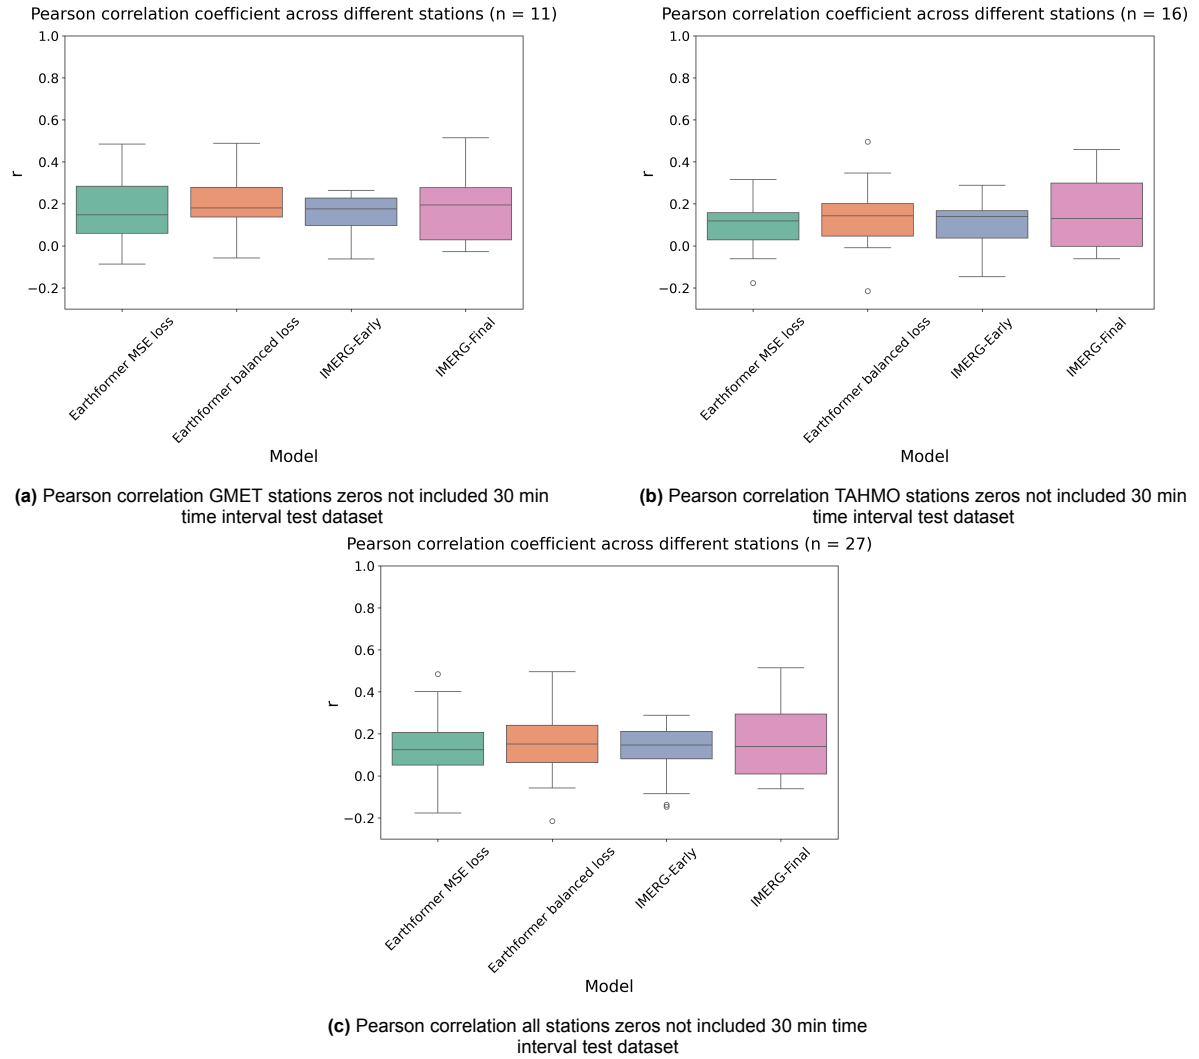 Pearson correlation coefficient across different stations (n = 11)
1.0
0.8
0.6
0.4
0.2
0.0
−0.2
r
Earthformer MSE loss
Earthformer balanced loss
IMERG-Early
IMERG-Final
Model
(a) Pearson correlation GMET stations zeros not included 30 min
time interval test dataset
Pearson correlation coefficient across different stations (n = 16)
1.0
0.8
0.6
0.4
0.2
0.0
−0.2
r
Earthformer MSE loss
Earthformer balanced loss
IMERG-Early
IMERG-Final
Model
(b) Pearson correlation TAHMO stations zeros not included 30 min
time interval test dataset
Pearson correlation coefficient across different stations (n = 27)
1.0
0.8
0.6
0.4
0.2
0.0
−0.2
r
Earthformer MSE loss
Earthformer balanced loss
IMERG-Early
IMERG-Final
Model
(c) Pearson correlation all stations zeros not included 30 min time
interval test dataset